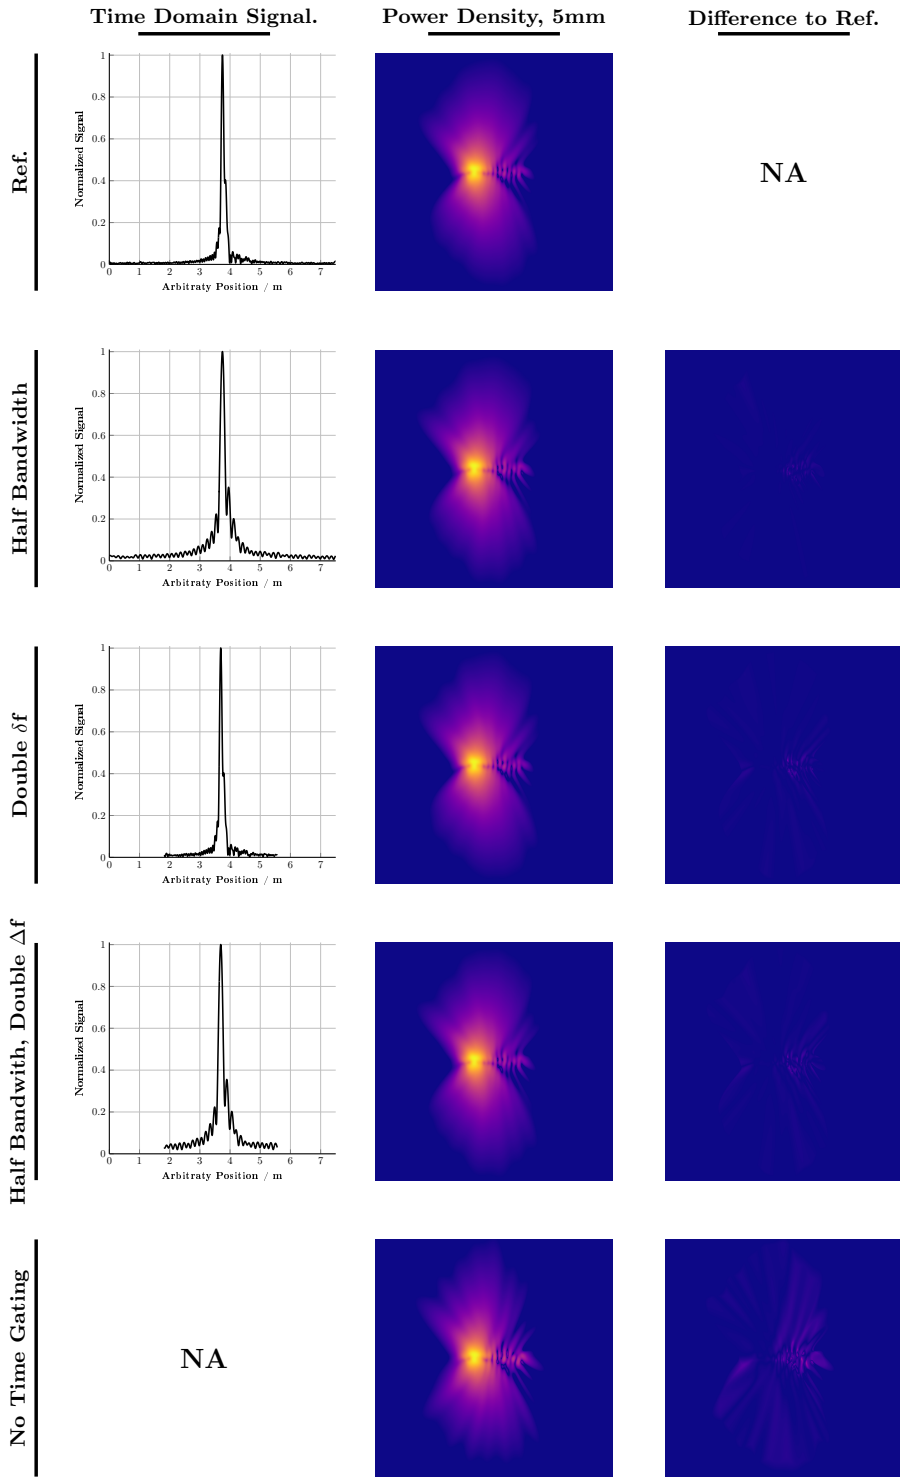 Time Domain Signal. Power Density, 5mm Difference to Ref.
Ref.
Normalized Signal
1
0.8
0.6
0.4
0.2
0
0 1 2 3 4 5 6 7
Arbitraty Position / m
NA
Half Bandwidth
Normalized Signal
1
0.8
0.6
0.4
0.2
0
0 1 2 3 4 5 6 7
Arbitraty Position / m
Double δf
Normalized Signal
1
0.8
0.6
0.4
0.2
0
0 1 2 3 4 5 6 7
Arbitraty Position / m
Half Bandwith, Double Δf
Normalized Signal
1
0.8
0.6
0.4
0.2
0
0 1 2 3 4 5 6 7
Arbitraty Position / m
No Time Gating
NA